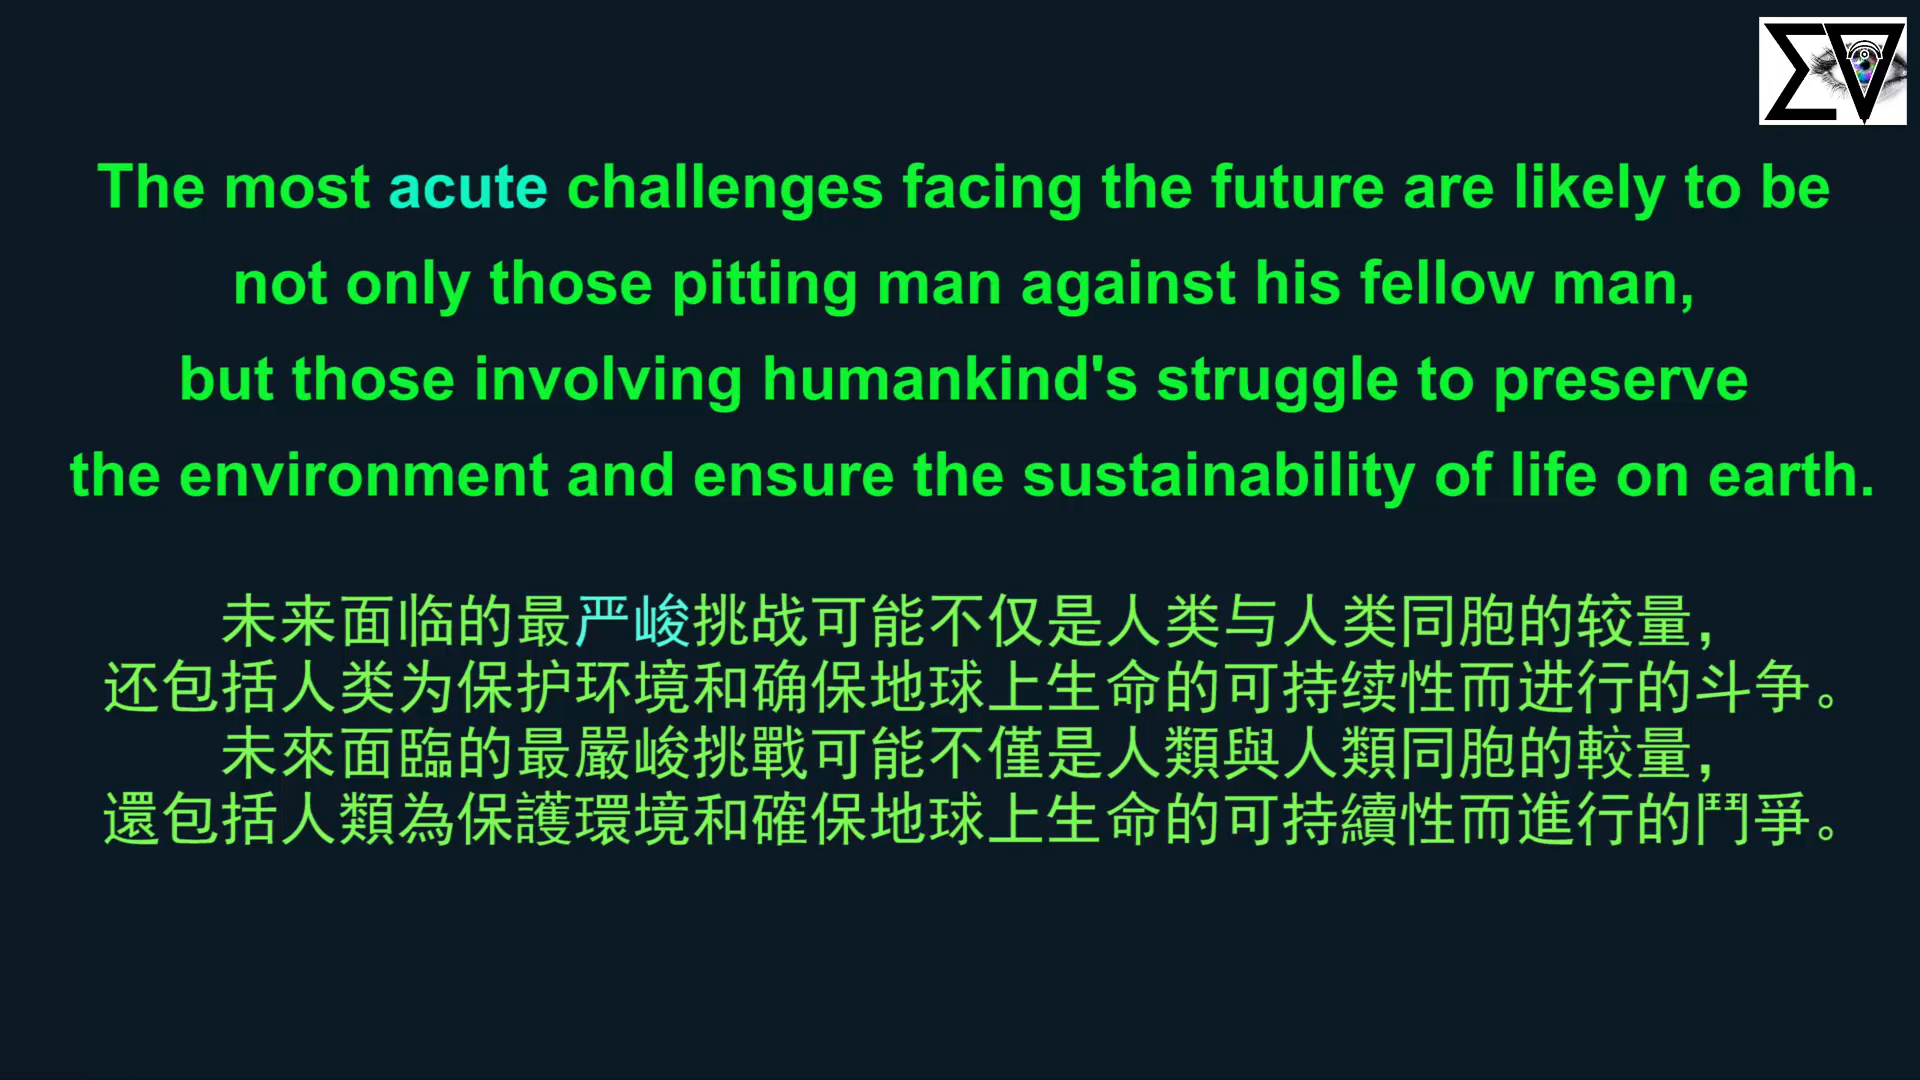 The most acute challenges facing the future are likely to be
not only those pitting man against his fellow man,
but those involving humankind's struggle to preserve
the environment and ensure the sustainability of life on earth.
未来面临的最严峻挑战可能不仅是人类与人类同胞的较量，
还包括人类为保护环境和确保地球上生命的可持续性而进行的斗争。
未來面臨的最嚴峻挑戰可能不僅是人類與人類同胞的較量，
還包括人類為保護環境和確保地球上生命的可持續性而進行的鬥爭。